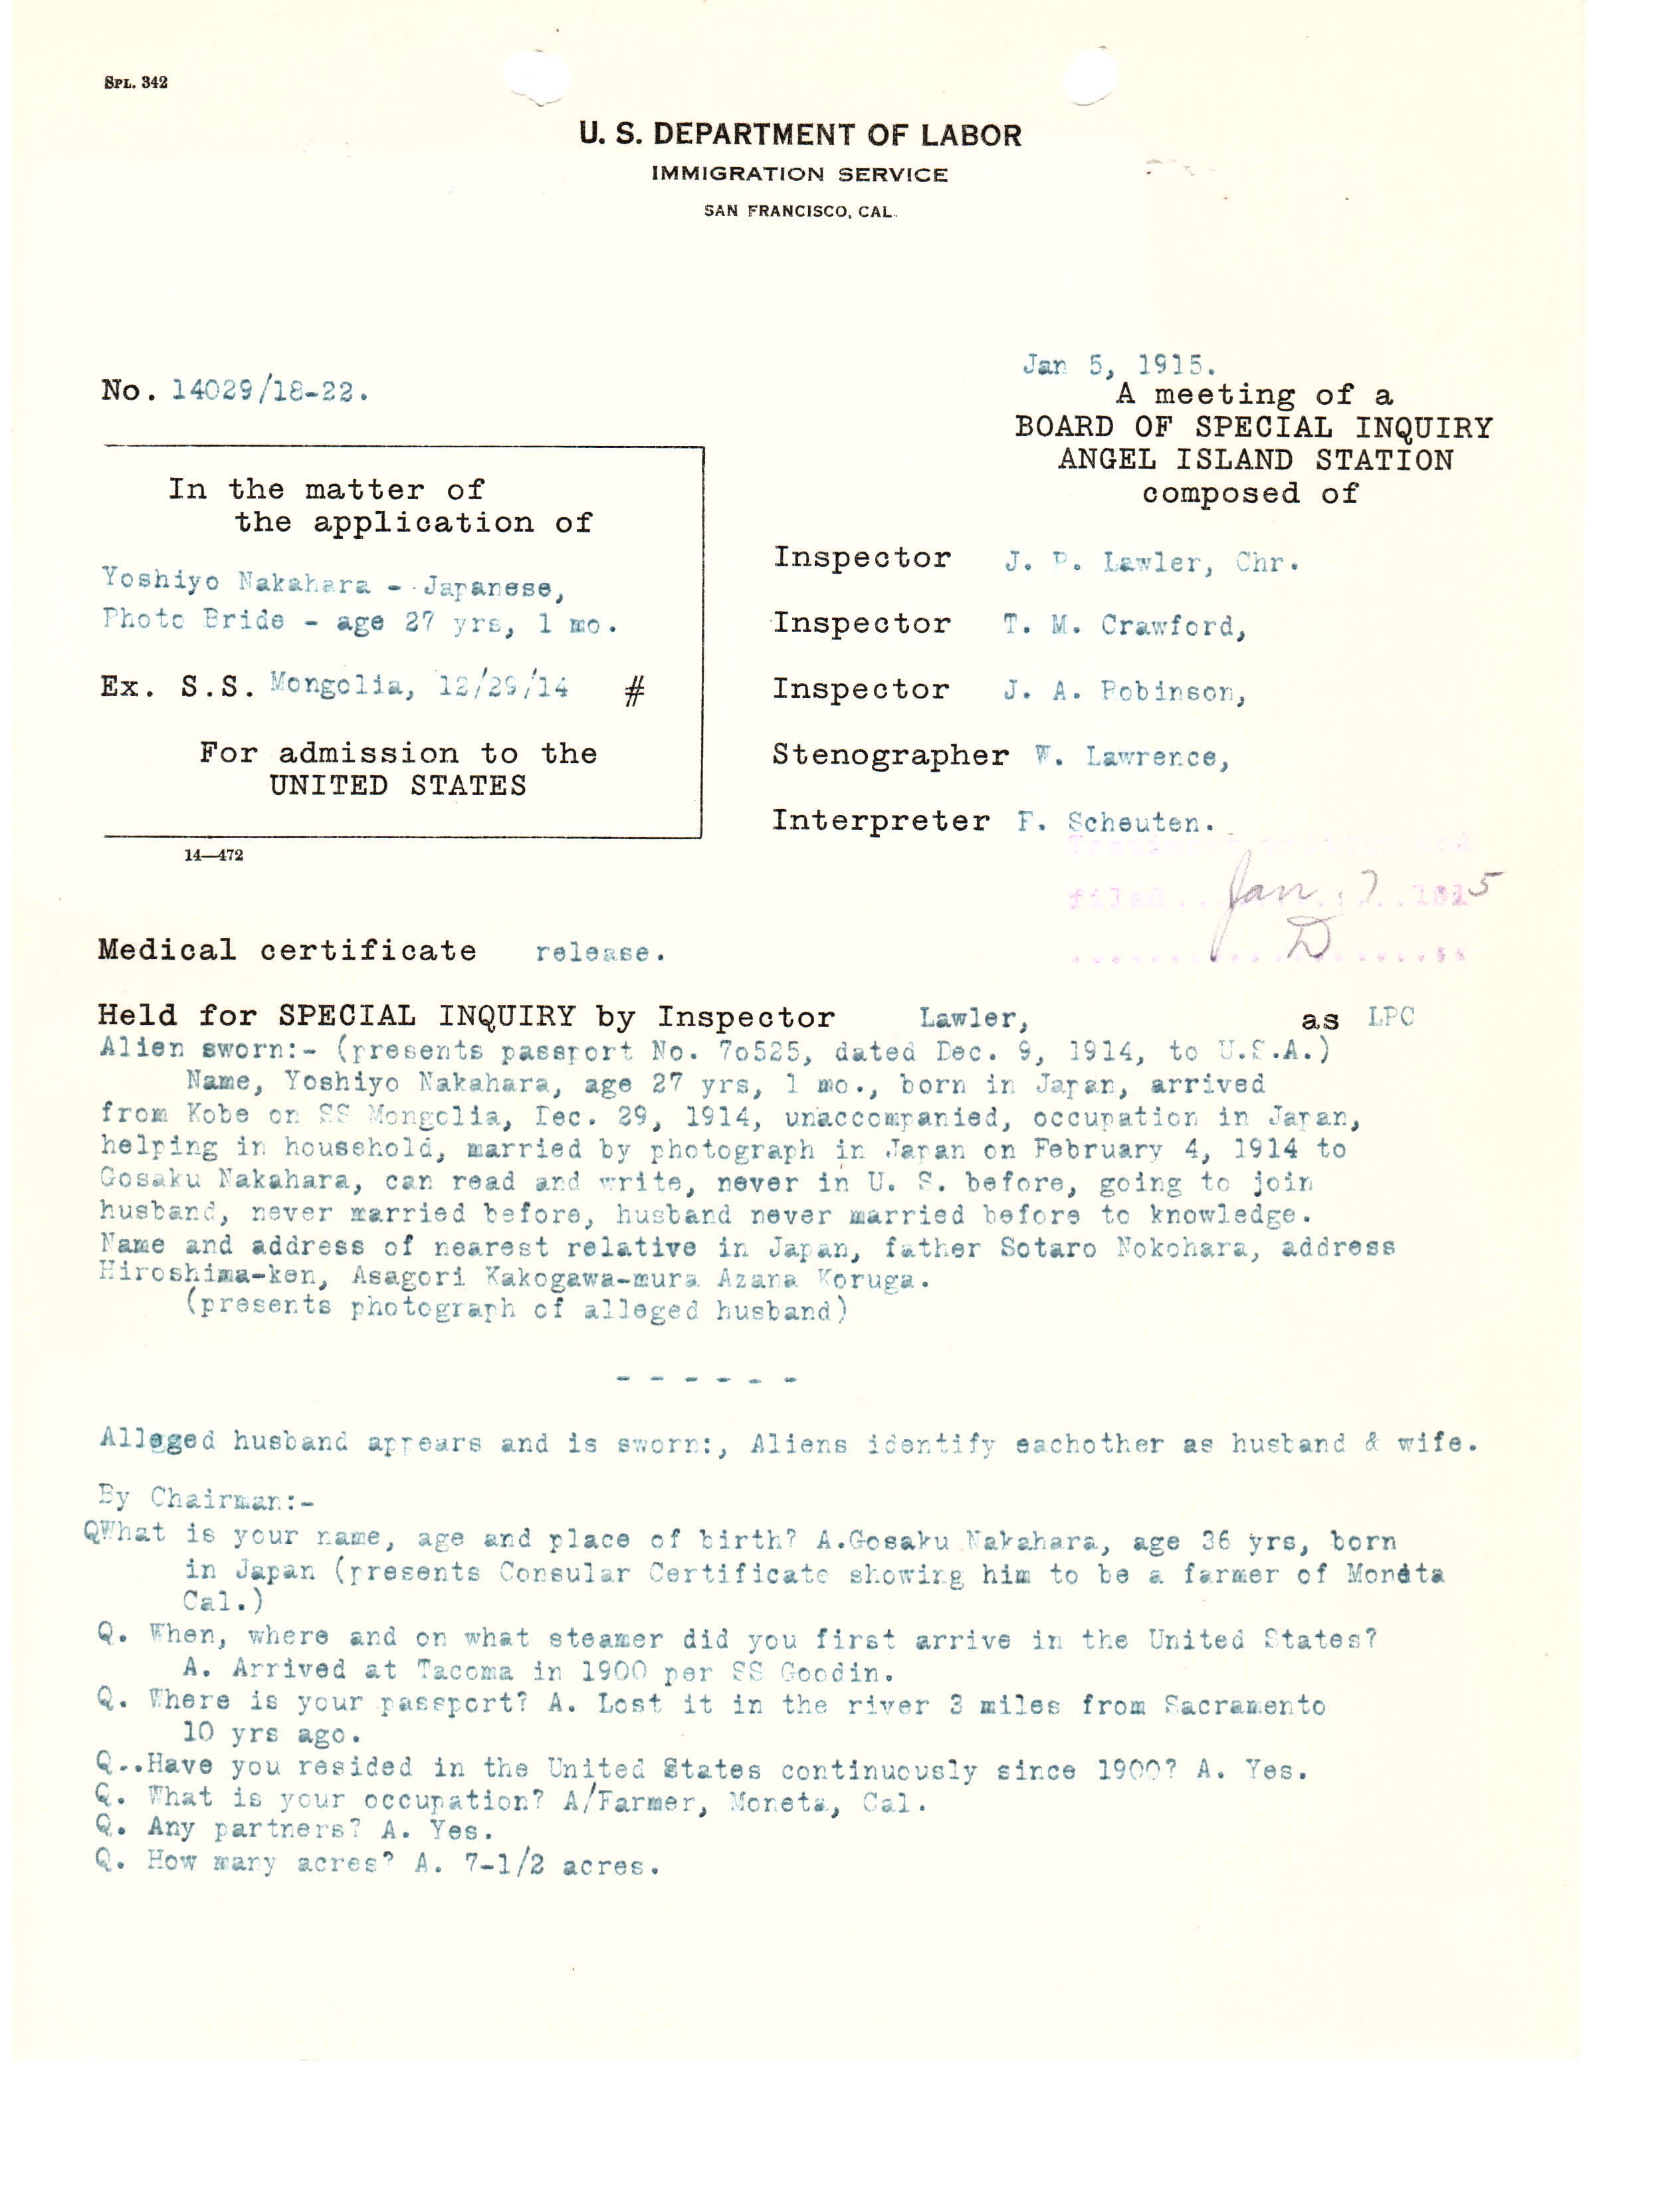 SPL. 342
U. S. DEPARTMENT OF LABOR
IMMIGRATION SERVICE
SAN FRANCISCO, CAL.
Jan 5, 1915.
No. 14029/18-22.
A meeting of a
BOARD OF SPECIAL INQUIRY
ANGEL ISLAND STATION
composed of
In the matter of
the application of
Yoshiyo Nakahara - Japanese,
Photo Bride - age 27 yrs, 1 mo.
Ex. S.S. Mongolia, 12/29/14 #
For admission to the
UNITED STATES
14—472
Inspector J. P. Lawler, Chr.
Inspector T. M. Crawford,
Inspector J. A. Robinson,
Stenographer W. Lawrence,
Interpreter F. Scheuten.
Testimony written and
filed . . . Jan. 7. . 1915
D
Medical certificate release.
Held for SPECIAL INQUIRY by Inspector Lawler, as LPC
Alien sworn:- (presents passport No. 7o525, dated Dec. 9, 1914, to U.S.A.)
Name, Yoshiyo Nakahara, age 27 yrs, 1 mo., born in Japan, arrived
from Kobe on SS Mongolia, Dec. 29, 1914, unaccompanied, occupation in Japan,
helping in household, married by photograph in Japan on February 4, 1914 to
Gosaku Nakahara, can read and write, never in U. S. before, going to join
husband, never married before, husband never married before to knowledge.
Name and address of nearest relative in Japan, father Sotaro Nokohara, address
Hiroshima-ken, Asagori Kakogawa-mura Azana Koruga.
(presents photograph of alleged husband)
- - - - - -
Alleged husband appears and is sworn:, Aliens identify eachother as husband & wife.
By Chairman:-
QWhat is your name, age and place of birth? A.Gosaku Nakahara, age 36 yrs, born
in Japan (presents Consular Certificate showing him to be a farmer of Moneta
Cal.)
Q. When, where and on what steamer did you first arrive in the United States?
A. Arrived at Tacoma in 1900 per SS Goodin.
Q. Where is your passport? A. Lost it in the river 3 miles from Sacramento
10 yrs ago.
Q..Have you resided in the United States continuously since 1900? A. Yes.
Q. What is your occupation? A/Farmer, Moneta, Cal.
Q. Any partners? A. Yes.
Q. How many acres? A. 7-1/2 acres.